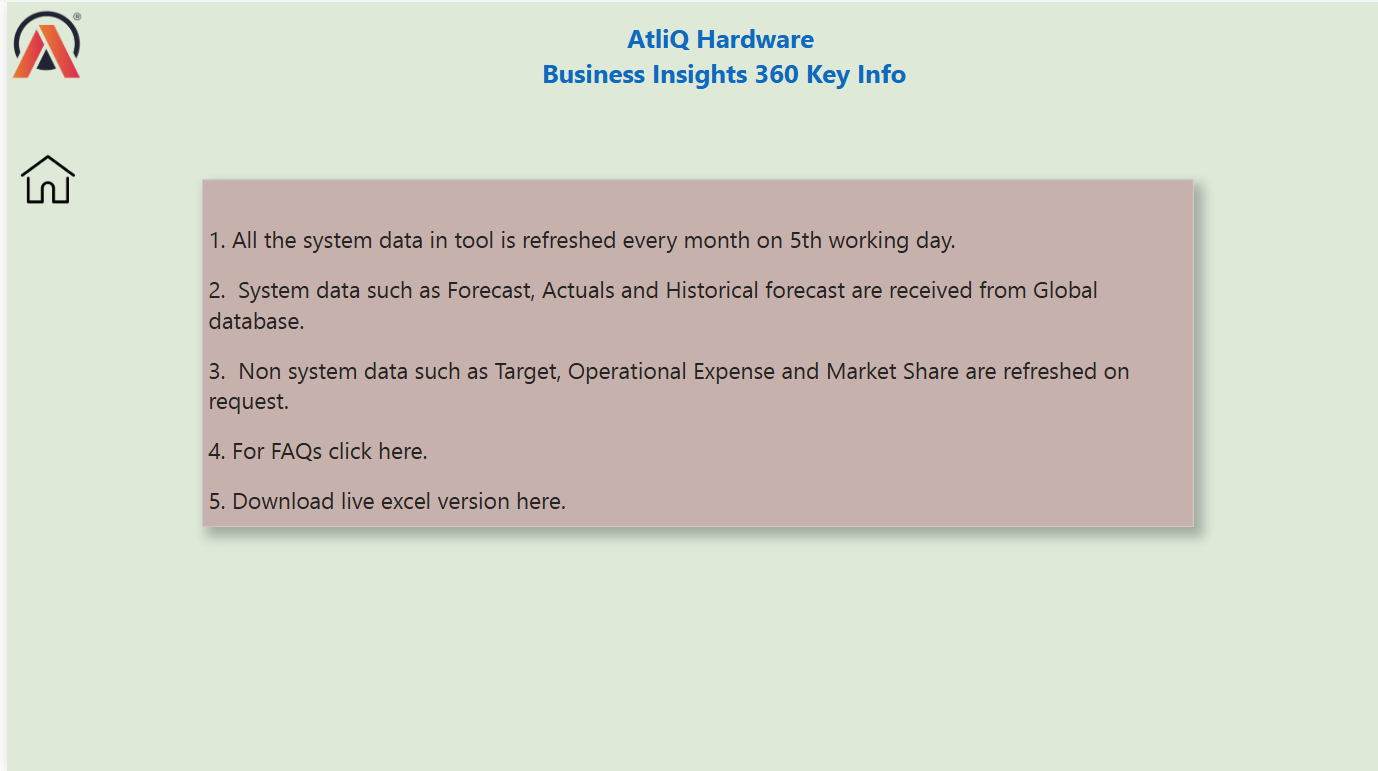 ®
AtliQ Hardware
Business Insights 360 Key Info
1. All the system data in tool is refreshed every month on 5th working day.
2.  System data such as Forecast, Actuals and Historical forecast are received from Global
database.
3.  Non system data such as Target, Operational Expense and Market Share are refreshed on
request.
4. For FAQs click here.
5. Download live excel version here.